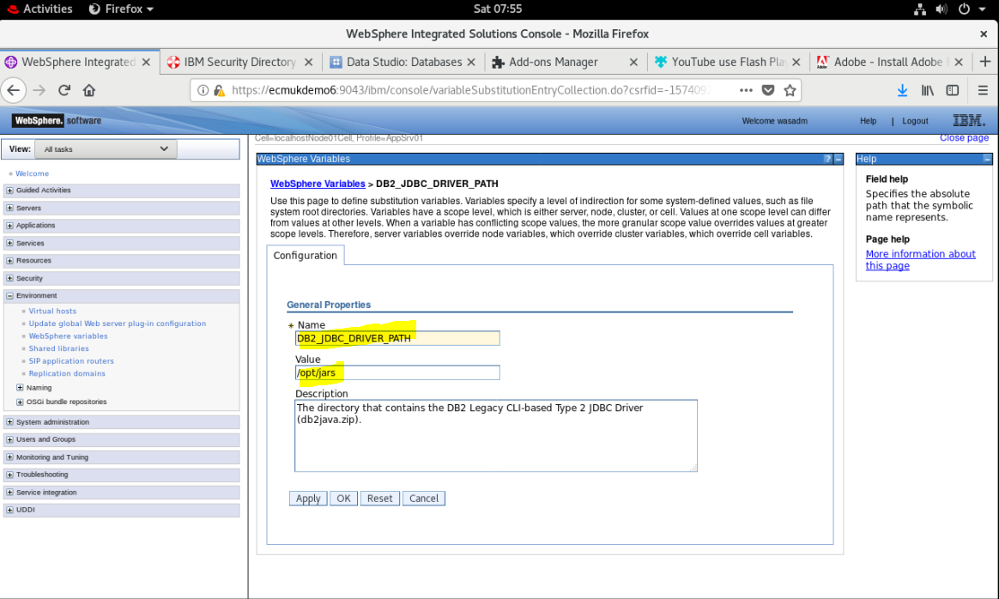 Activities Firefox Sat 07:55
WebSphere Integrated Solutions Console - Mozilla Firefox
WebSphere Integrated IBM Security Directory Data Studio: Databases Add-ons Manager YouTube use Flash Pla Adobe - Install Adobe F
https://ecmukdemo6:9043/ibm/console/variableSubstitutionEntryCollection.do?csrfid=-1574092
WebSphere. software Welcome wasadm Help | Logout IBM.
Cell=localhostNode01Cell, Profile=AppSrv01 Close page
View: All tasks
Welcome
Guided Activities
Servers
Applications
Services
Resources
Security
Environment
Virtual hosts
Update global Web server plug-in configuration
WebSphere variables
Shared libraries
SIP application routers
Replication domains
Naming
OSGi bundle repositories
System administration
Users and Groups
Monitoring and Tuning
Troubleshooting
Service integration
UDDI
WebSphere Variables ? –
WebSphere Variables > DB2_JDBC_DRIVER_PATH
Use this page to define substitution variables. Variables specify a level of indirection for some system-defined values, such as file
system root directories. Variables have a scope level, which is either server, node, cluster, or cell. Values at one scope level can differ
from values at other levels. When a variable has conflicting scope values, the more granular scope value overrides values at greater
scope levels. Therefore, server variables override node variables, which override cluster variables, which override cell variables.
Configuration
General Properties
* Name
DB2_JDBC_DRIVER_PATH
Value
/opt/jars
Description
The directory that contains the DB2 Legacy CLI-based Type 2 JDBC Driver
(db2java.zip).
Apply OK Reset Cancel
Help –
Field help
Specifies the absolute
path that the symbolic
name represents.
Page help
More information about
this page